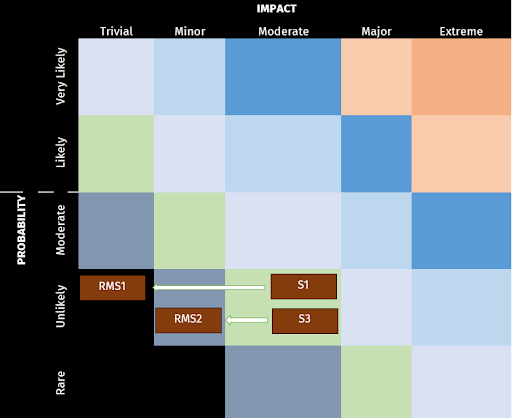 IMPACT
Trivial Minor Moderate Major Extreme
Very Likely
Likely
PROBABILITY
Moderate
Unlikely
RMS1 S1
RMS2 S3
Rare